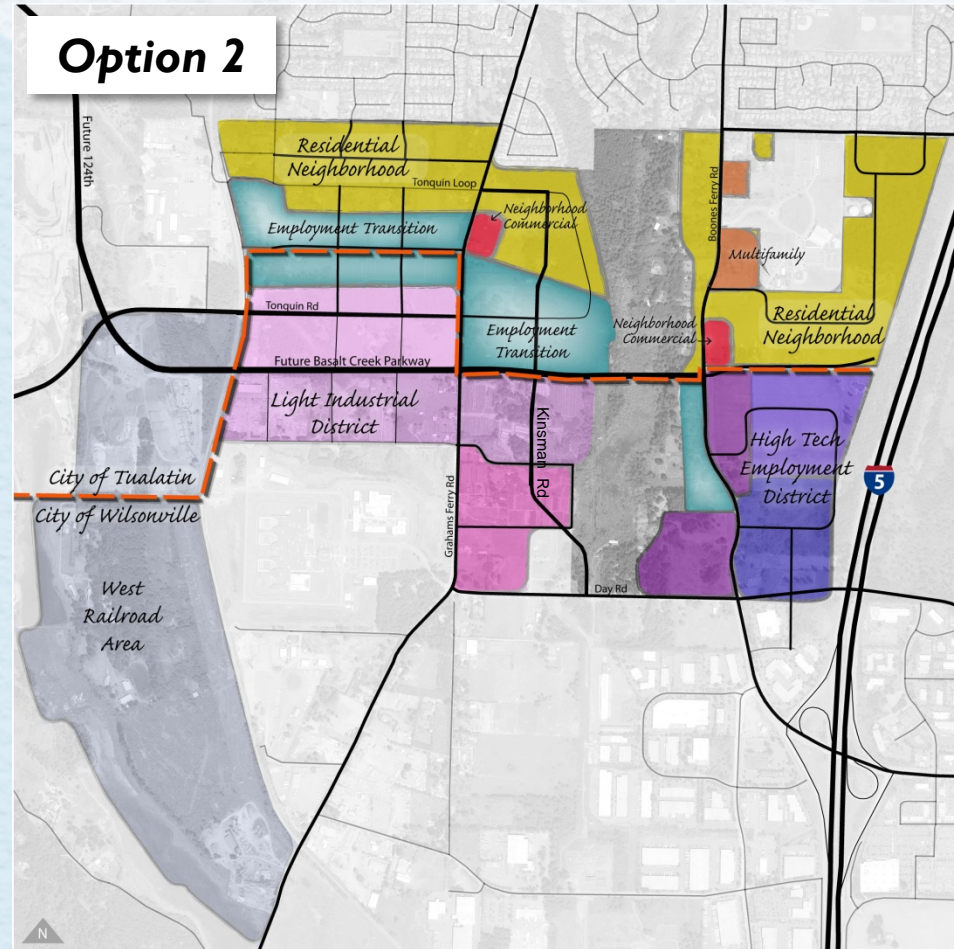 Option 2
Future 124th
Residential
Neighborhood
Tonquin Loop
Neighborhood
Commercial
Employment Transition
Boones Ferry Rd
Multifamily
Tonquin Rd
Employment
Transition
Neighborhood
Commercial
Residential
Neighborhood
Future Basalt Creek Parkway
Light Industrial
District
Kinsman Rd
High Tech
Employment
District
City of Tualatin
City of Wilsonville
5
Grahams Ferry Rd
West
Railroad
Area
Day Rd
N